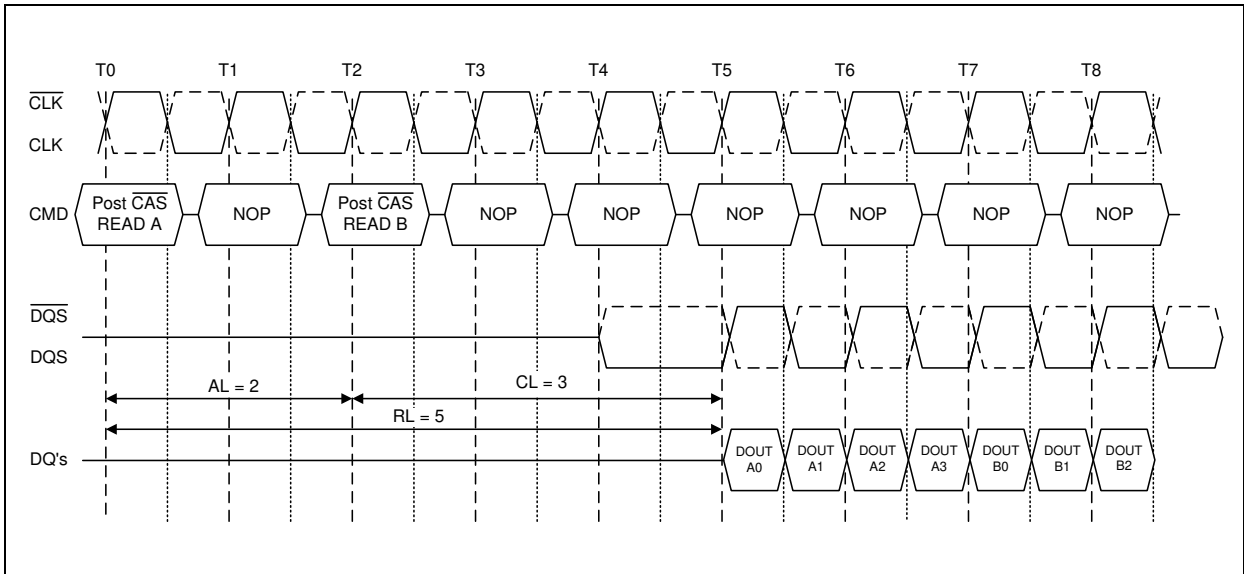 T0 T1 T2 T3 T4 T5 T6 T7 T8
CLK
CLK
CMD
Post CAS
READ A
NOP
Post CAS
READ B
NOP
NOP
NOP
NOP
NOP
NOP
DQS
DQS
AL = 2
CL = 3
RL = 5
DQ's
DOUT
A0
DOUT
A1
DOUT
A2
DOUT
A3
DOUT
B0
DOUT
B1
DOUT
B2